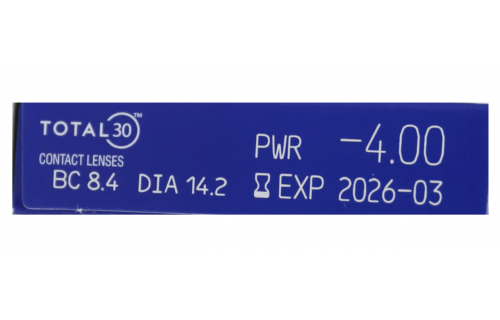 TOTAL30™
CONTACT LENSES
BC 8.4 DIA 14.2
PWR -4.00
EXP 2026-03